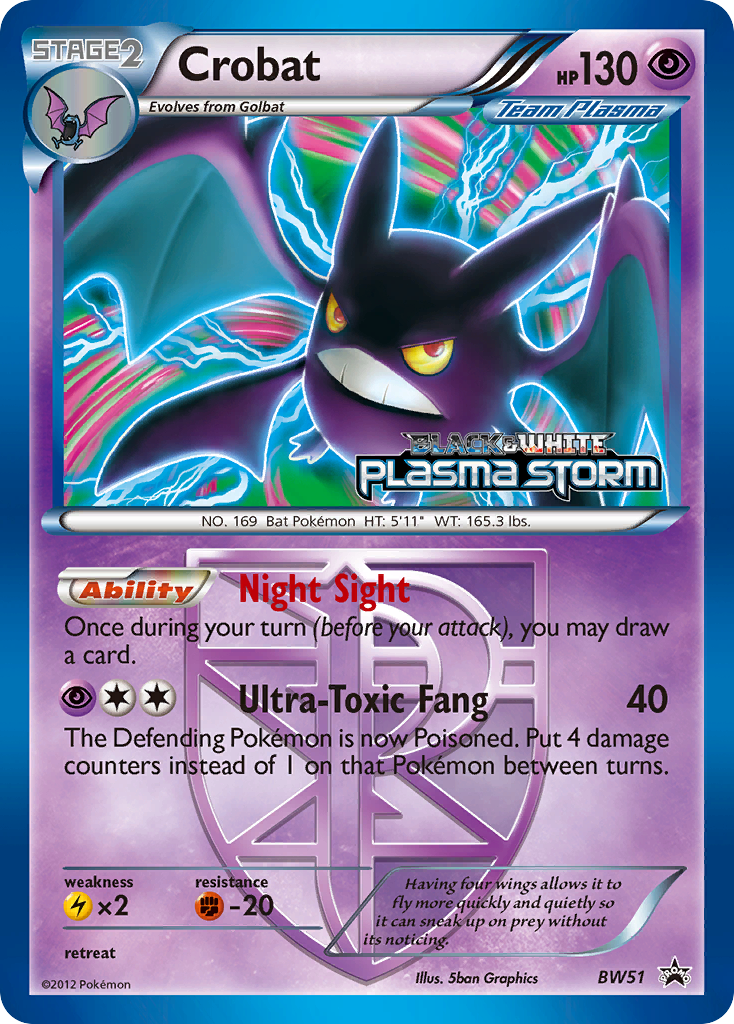 STAGE2
Crobat
HP130
Evolves from Golbat
Team Plasma
BLACK&WHITE
PLASMA STORM
NO. 169 Bat Pokémon HT: 5'11" WT: 165.3 lbs.
Ability Night Sight
Once during your turn (before your attack), you may draw
a card.
Ultra-Toxic Fang 40
The Defending Pokémon is now Poisoned. Put 4 damage
counters instead of 1 on that Pokémon between turns.
weakness
×2
resistance
-20
retreat
Having four wings allows it to
fly more quickly and quietly so
it can sneak up on prey without
its noticing.
©2012 Pokémon
Illus. 5ban Graphics
BW51
PROMO